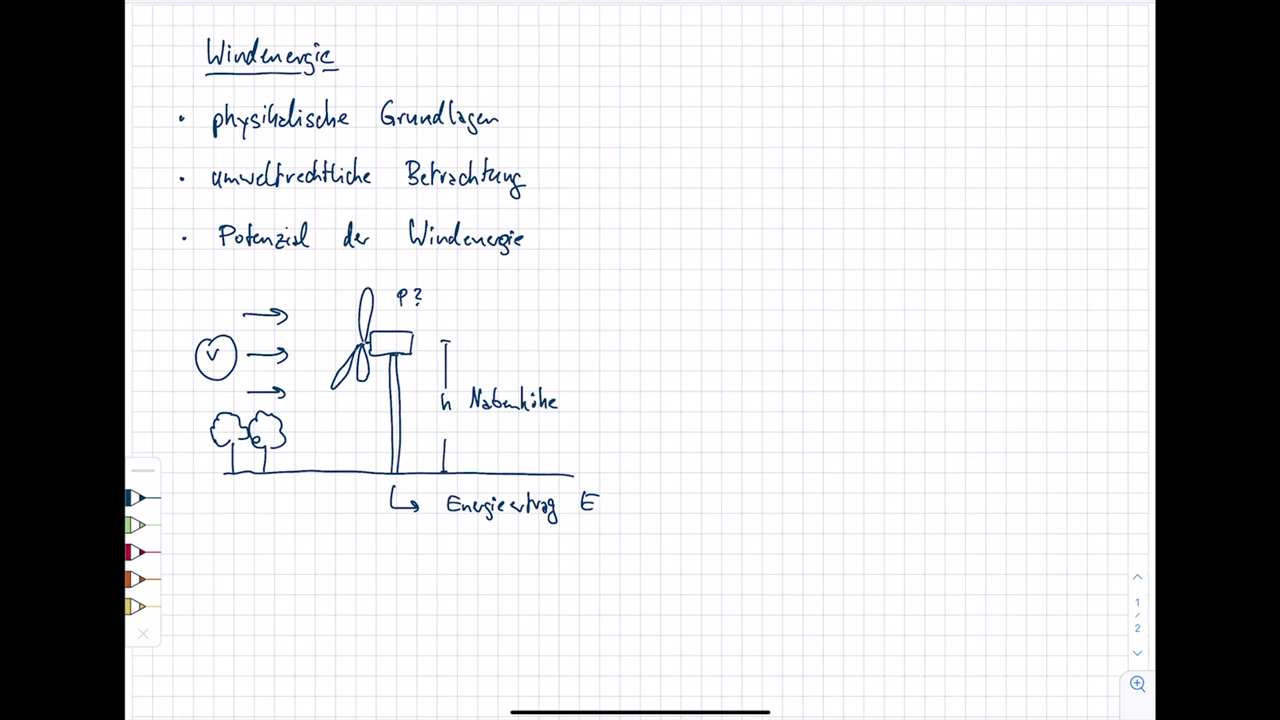 Windenergie
• physikalische Grundlagen
• umweltrechtliche Betrachtung
• Potenzial der Windenergie
P?
v
h Nabenhöhe
↳ Energieertrag E
1
/
2